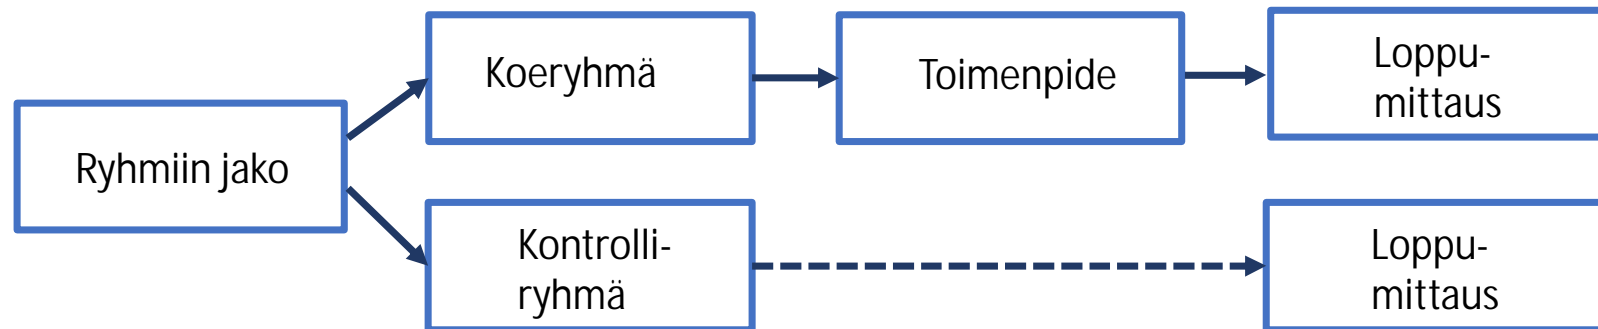 Ryhmiin jako
Koeryhmä
Toimenpide
Loppu-
mittaus
Kontrolli-
ryhmä
Loppu-
mittaus